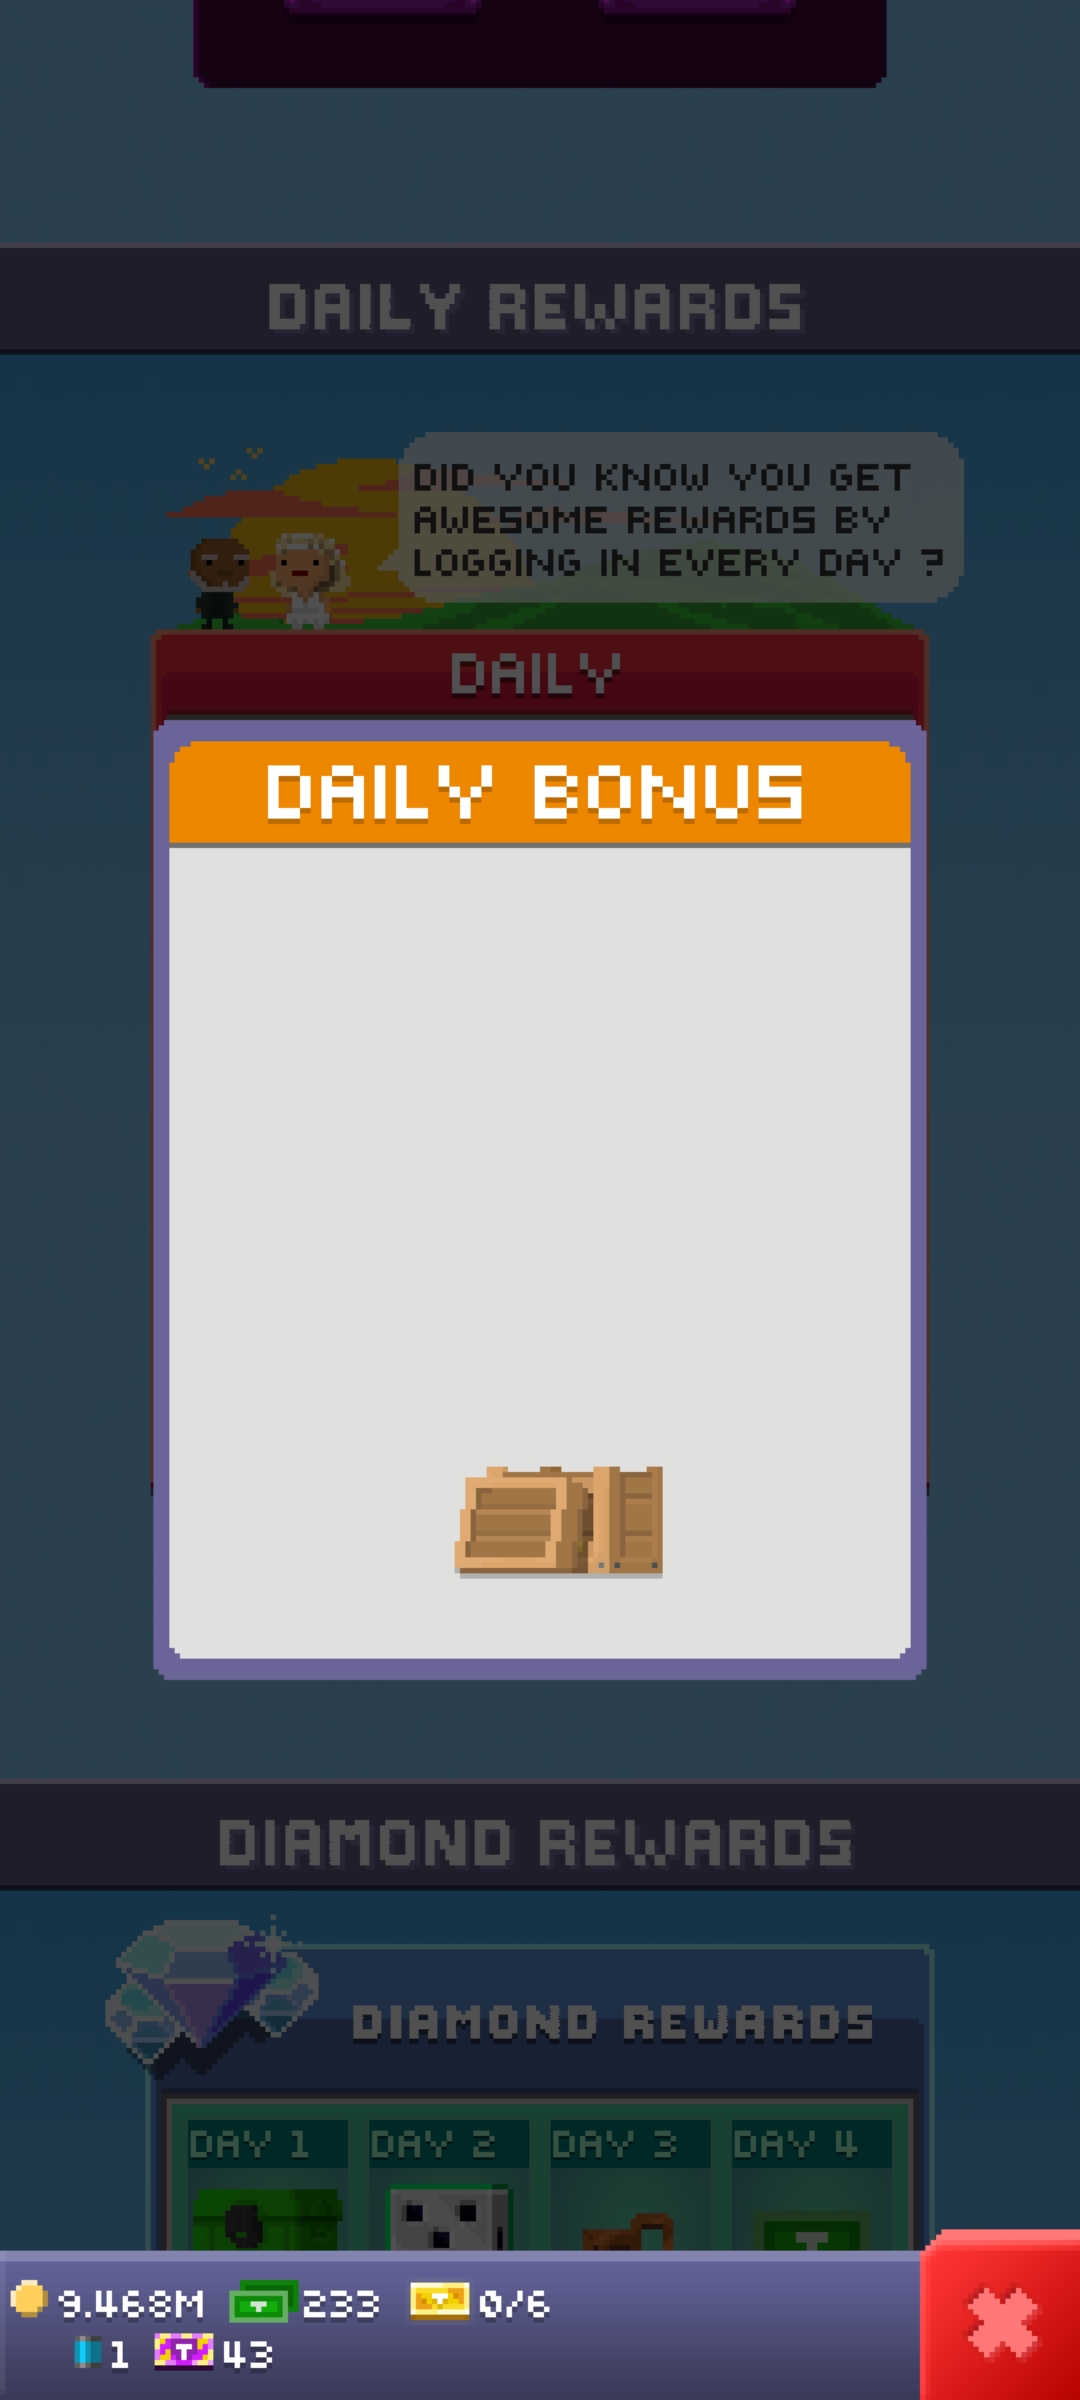 DAILY REWARDS
DID YOU KNOW YOU GET
AWESOME REWARDS BY
LOGGING IN EVERY DAY ?
DAILY
DAILY BONUS
DIAMOND REWARDS
DIAMOND REWARDS
DAY 1 DAY 2 DAY 3 DAY 4
T
9.468M 233 0/6
1 43